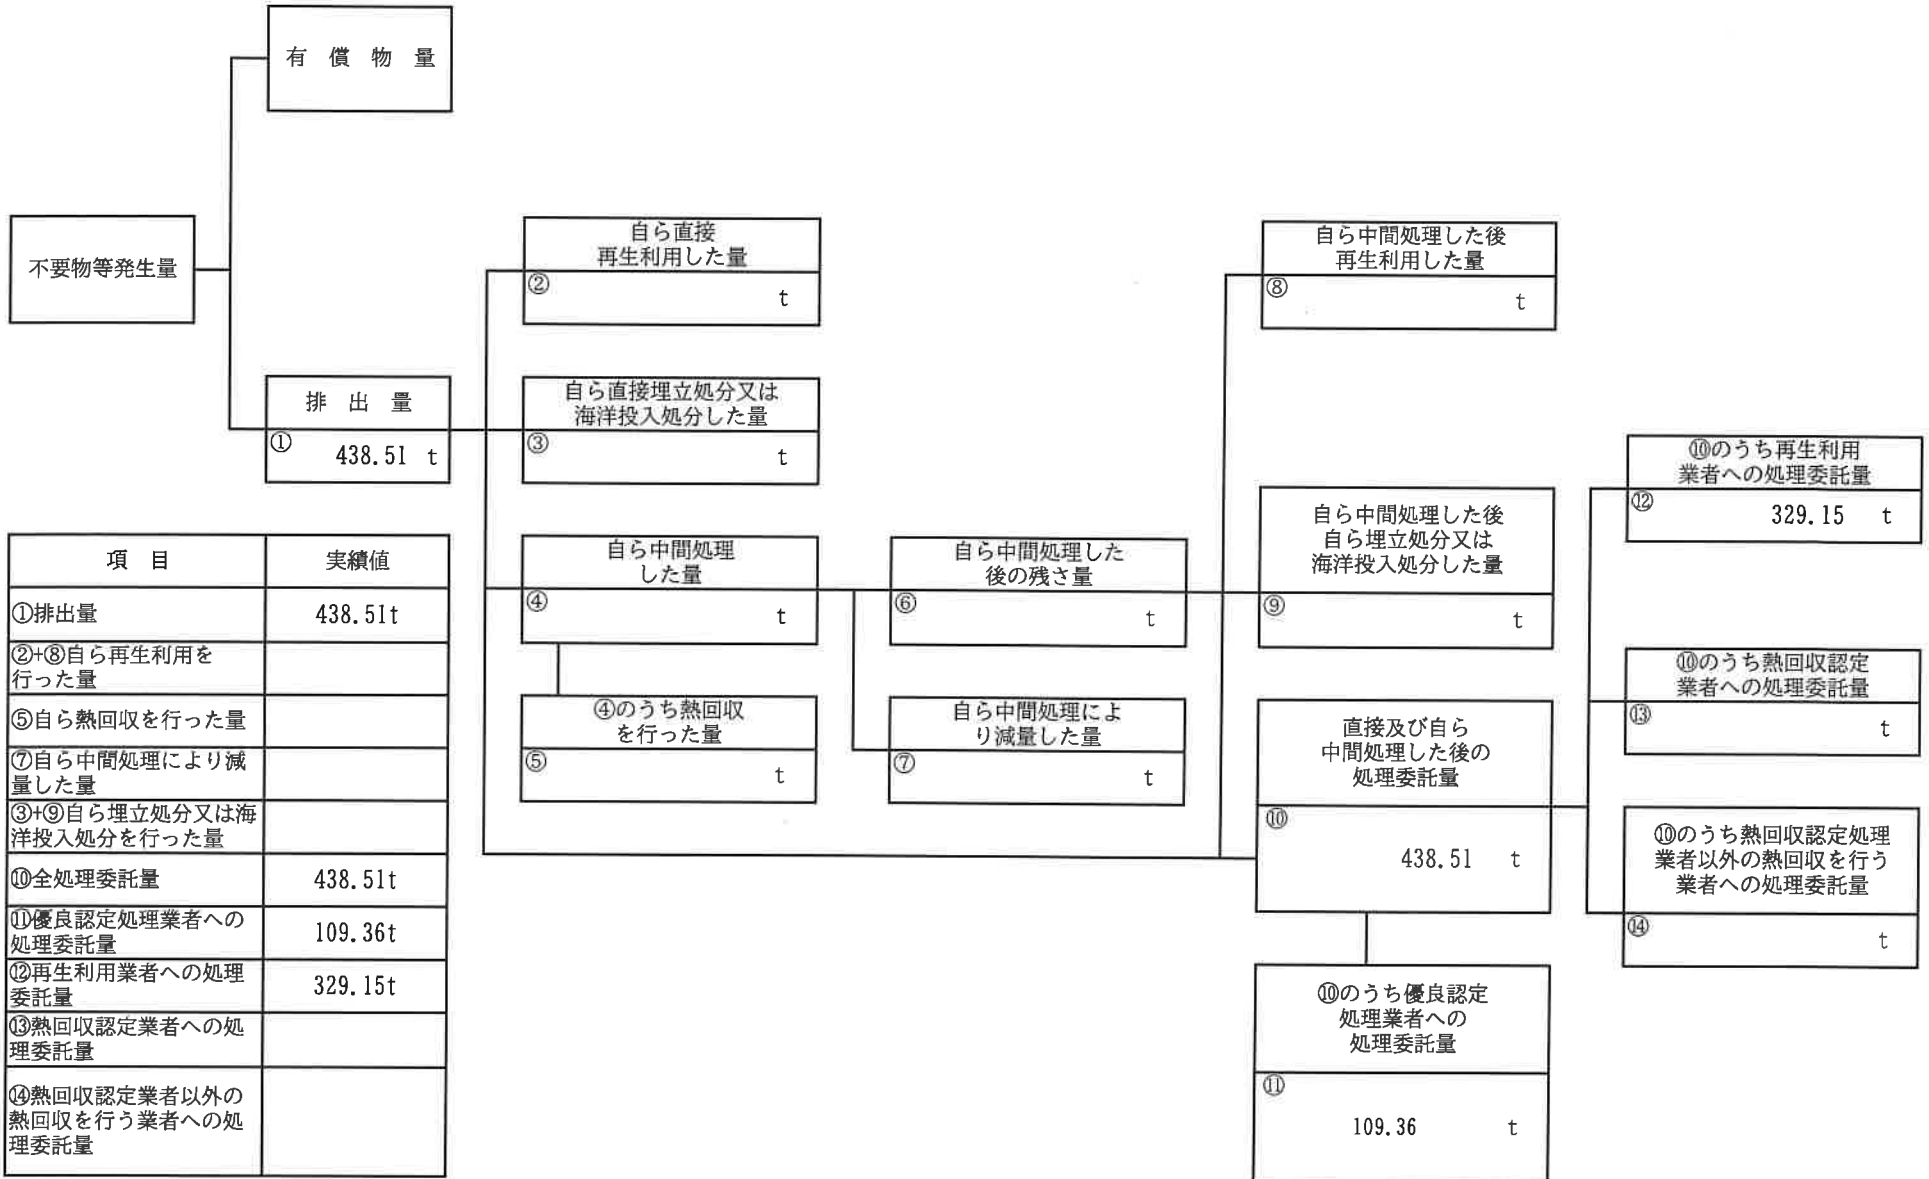 有 償 物 量
不要物等発生量
排 出 量
① 438.51 t
自ら直接
再生利用した量
②
t
自ら直接埋立処分又は
海洋投入処分した量
③
t
自ら中間処理
した量
④
t
④のうち熱回収
を行った量
⑤
t
自ら中間処理した
後の残さ量
⑥
t
自ら中間処理によ
り減量した量
⑦
t
自ら中間処理した後
再生利用した量
⑧
t
自ら中間処理した後
自ら埋立処分又は
海洋投入処分した量
⑨
t
直接及び自ら
中間処理した後の
処理委託量
⑩
438.51 t
⑩のうち優良認定
処理業者への
処理委託量
⑪
109.36 t
⑩のうち再生利用
業者への処理委託量
⑫
329.15 t
⑩のうち熱回収認定
業者への処理委託量
⑬
t
⑩のうち熱回収認定処理
業者以外の熱回収を行う
業者への処理委託量
⑭
t
項 目 実績値
①排出量 438.51t
②+⑧自ら再生利用を
行った量
⑤自ら熱回収を行った量
⑦自ら中間処理により減
量した量
③+⑨自ら埋立処分又は海
洋投入処分を行った量
⑩全処理委託量 438.51t
⑪優良認定処理業者への
処理委託量 109.36t
⑫再生利用業者への処理
委託量 329.15t
⑬熱回収認定業者への処
理委託量
⑭熱回収認定業者以外の
熱回収を行う業者への処
理委託量